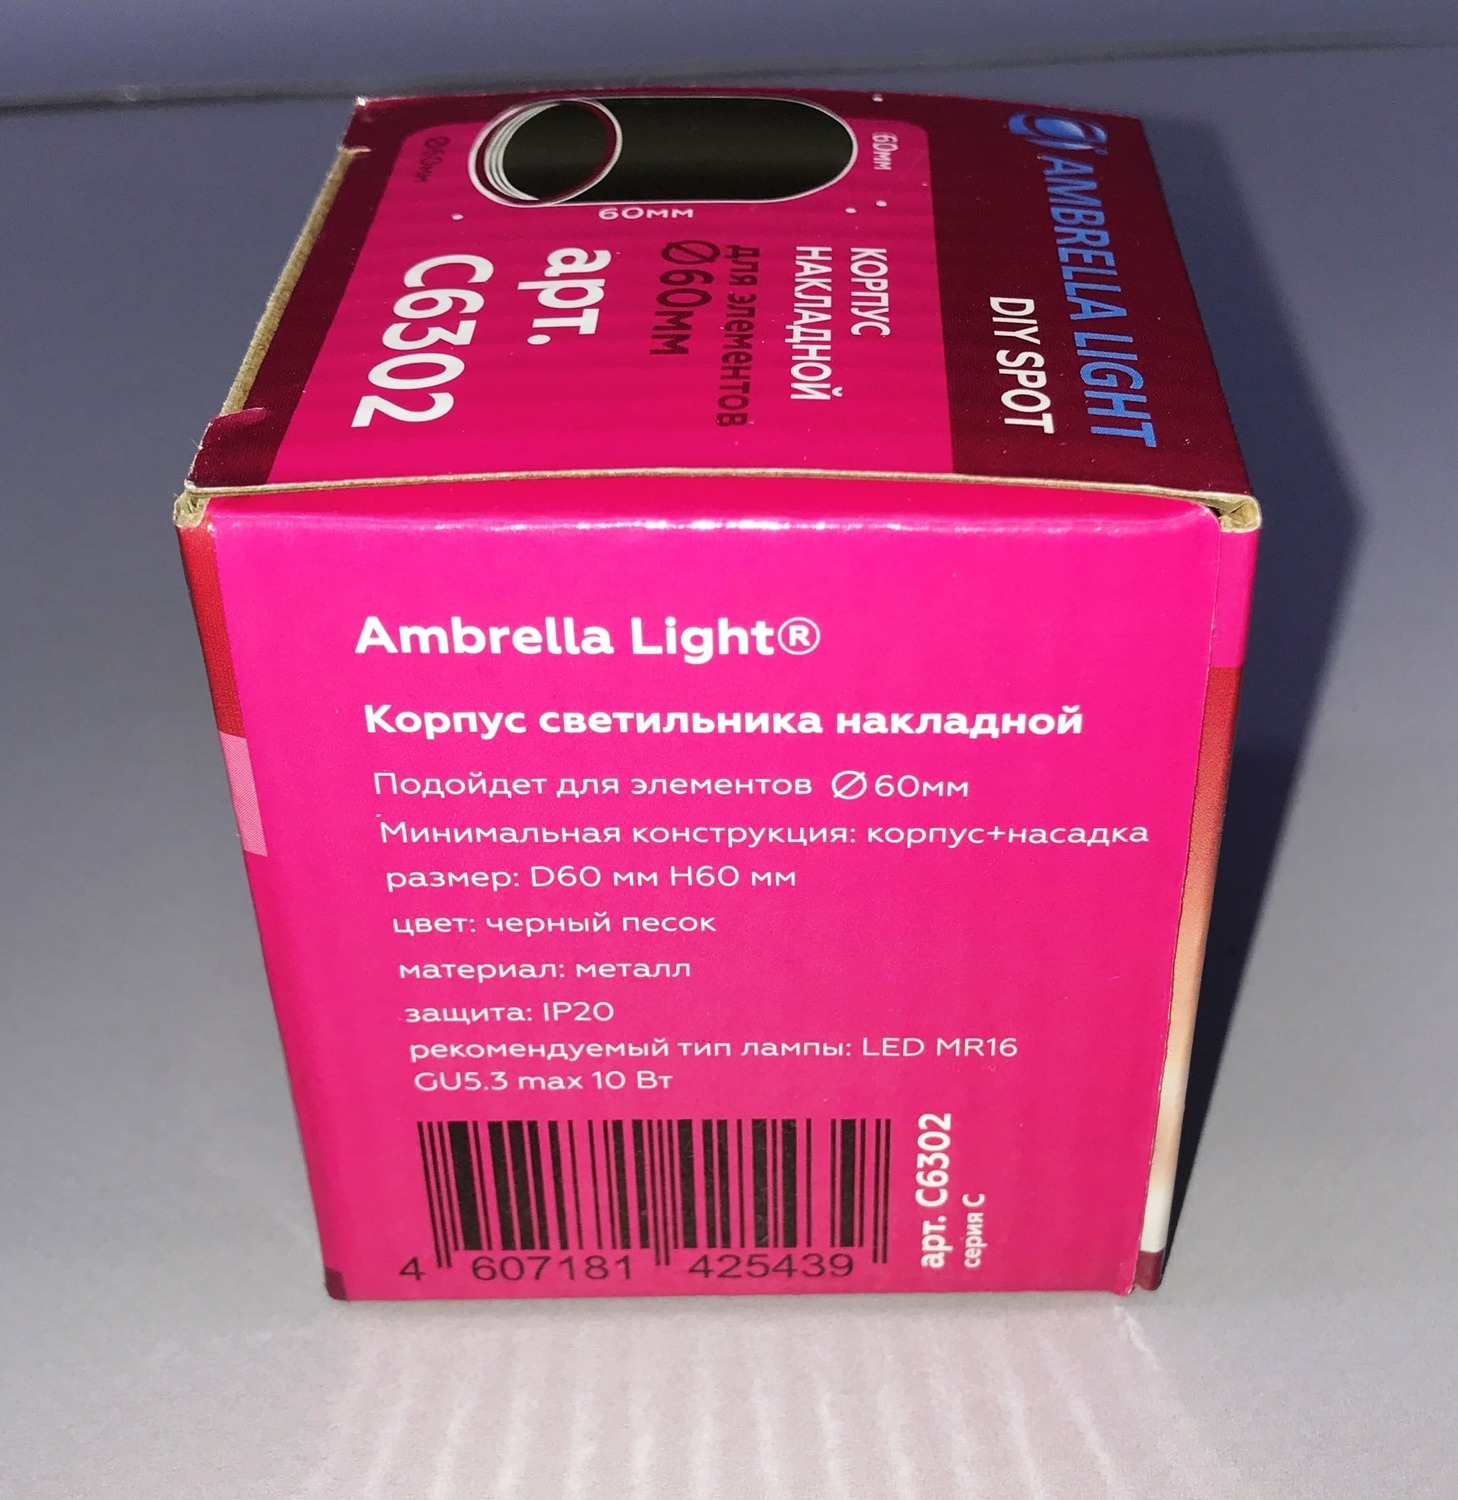 AMBRELLA LIGHT
DIY SPOT
60мм
60мм
Ø60мм
КОРПУС
НАКЛАДНОЙ
для элементов
Ø60мм
арт.
C6302
Ambrella Light®
Корпус светильника накладной
Подойдет для элементов Ø60мм
Минимальная конструкция: корпус+насадка
размер: D60 мм H60 мм
цвет: черный песок
материал: металл
защита: IP20
рекомендуемый тип лампы: LED MR16
GU5.3 max 10 Вт
4 607181 425439
арт. C6302
серия С